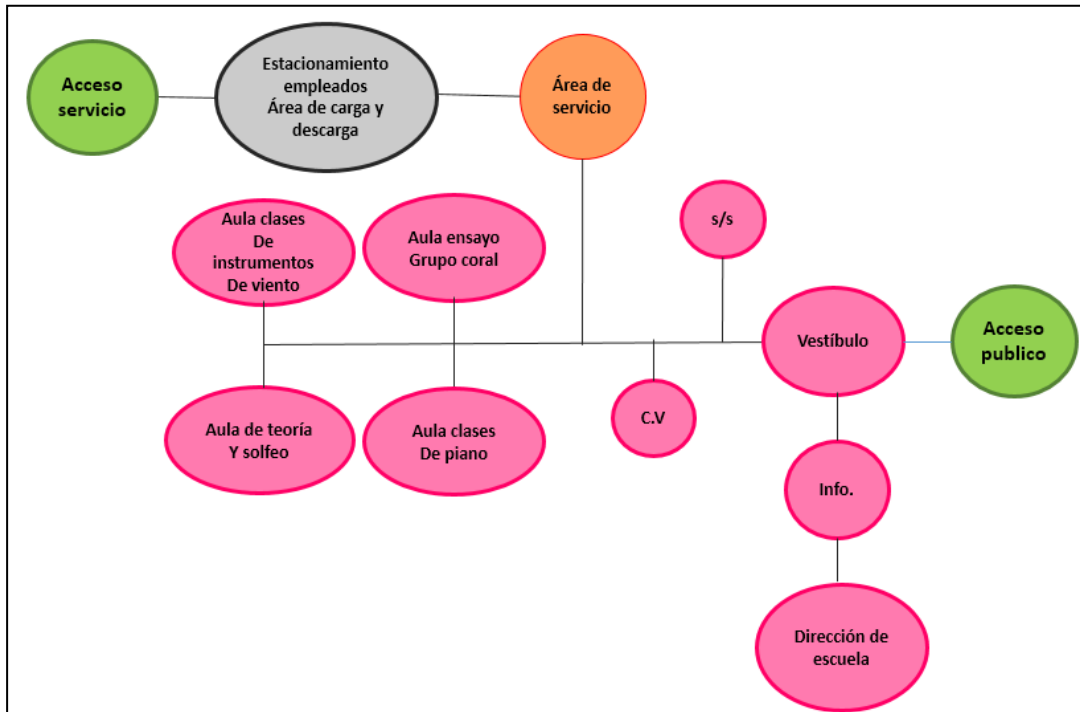 Acceso
servicio
Estacionamiento
empleados
Área de carga y
descarga
Área de
servicio
Aula clases
De
instrumentos
De viento
Aula ensayo
Grupo coral
s/s
Vestíbulo
Acceso
publico
Aula de teoría
Y solfeo
Aula clases
De piano
C.V
Info.
Dirección de
escuela